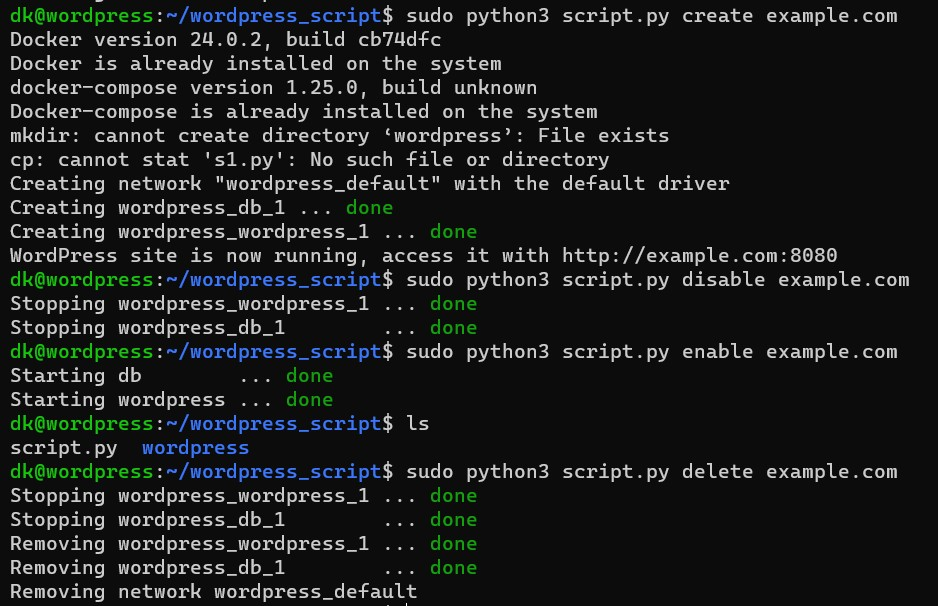 dk@wordpress:~/wordpress_script$ sudo python3 script.py create example.com
Docker version 24.0.2, build cb74dfc
Docker is already installed on the system
docker-compose version 1.25.0, build unknown
Docker-compose is already installed on the system
mkdir: cannot create directory ‘wordpress’: File exists
cp: cannot stat 's1.py': No such file or directory
Creating network "wordpress_default" with the default driver
Creating wordpress_db_1 ... done
Creating wordpress_wordpress_1 ... done
WordPress site is now running, access it with http://example.com:8080
dk@wordpress:~/wordpress_script$ sudo python3 script.py disable example.com
Stopping wordpress_wordpress_1 ... done
Stopping wordpress_db_1        ... done
dk@wordpress:~/wordpress_script$ sudo python3 script.py enable example.com
Starting db        ... done
Starting wordpress ... done
dk@wordpress:~/wordpress_script$ ls
script.py  wordpress
dk@wordpress:~/wordpress_script$ sudo python3 script.py delete example.com
Stopping wordpress_wordpress_1 ... done
Stopping wordpress_db_1        ... done
Removing wordpress_wordpress_1 ... done
Removing wordpress_db_1        ... done
Removing network wordpress_default